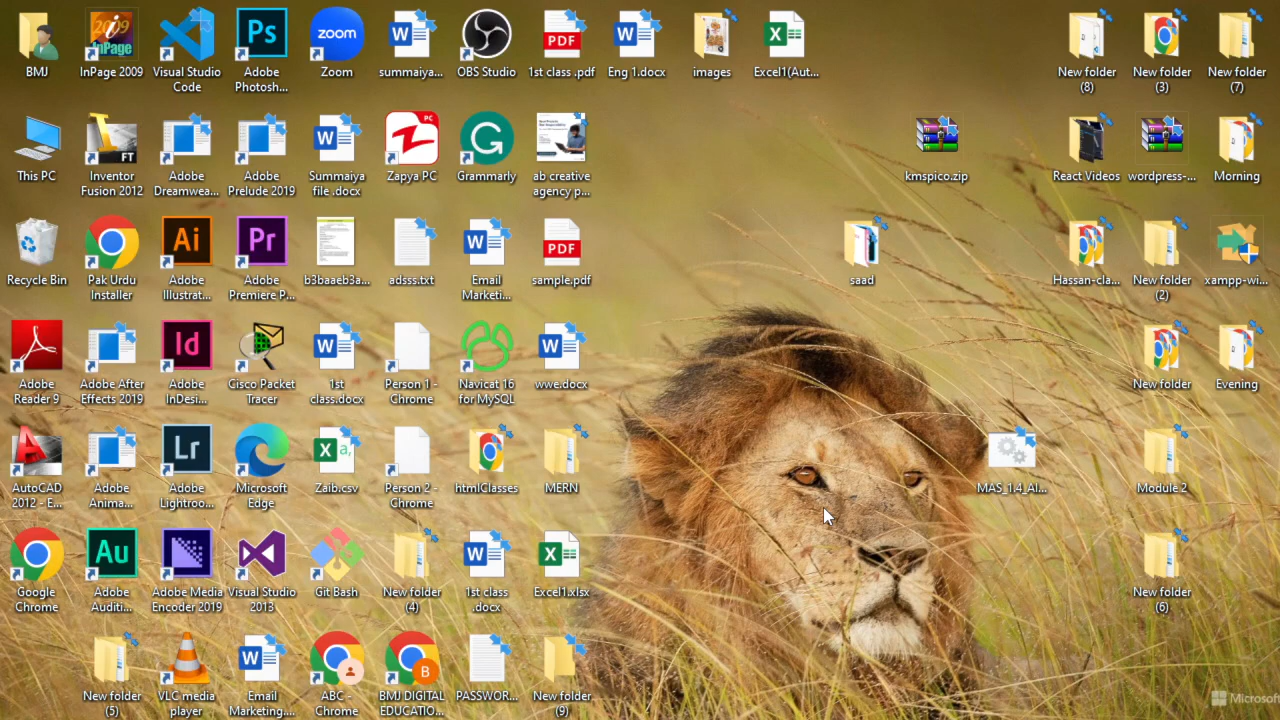 BMJ
InPage 2009
Visual Studio
Code
Adobe
Photosh...
Zoom
summaiya...
OBS Studio
1st class .pdf
Eng 1.docx
images
Excel1(Aut...
New folder
(8)
New folder
(3)
New folder
(7)
This PC
Inventor
Fusion 2012
Adobe
Dreamwea...
Adobe
Prelude 2019
Summaiya
file .docx
Zapya PC
Grammarly
ab creative
agency p...
kmspico.zip
React Videos
wordpress-...
Morning
Recycle Bin
Pak Urdu
Installer
Adobe
Illustrat...
Adobe
Premiere P...
b3baaeb3a...
adsss.txt
Email
Marketi...
sample.pdf
saad
Hassan-cla...
New folder
(2)
xampp-wi...
Adobe
Reader 9
Adobe After
Effects 2019
Adobe
InDesi...
Cisco Packet
Tracer
1st
class.docx
Person 1 -
Chrome
Navicat 16
for MySQL
wwe.docx
New folder
Evening
AutoCAD
2012 - E...
Adobe
Anima...
Adobe
Lightroo...
Microsoft
Edge
Zaib.csv
Person 2 -
Chrome
htmlClasses
MERN
MAS_1.4_AI...
Module 2
Google
Chrome
Adobe
Auditi...
Adobe Media
Encoder 2019
Visual Studio
2013
Git Bash
New folder
(4)
1st class
.docx
Excel1.xlsx
New folder
(6)
New folder
(5)
VLC media
player
Email
Marketing....
ABC -
Chrome
BMJ DIGITAL
EDUCATIO...
PASSWOR...
New folder
(9)
Microsof